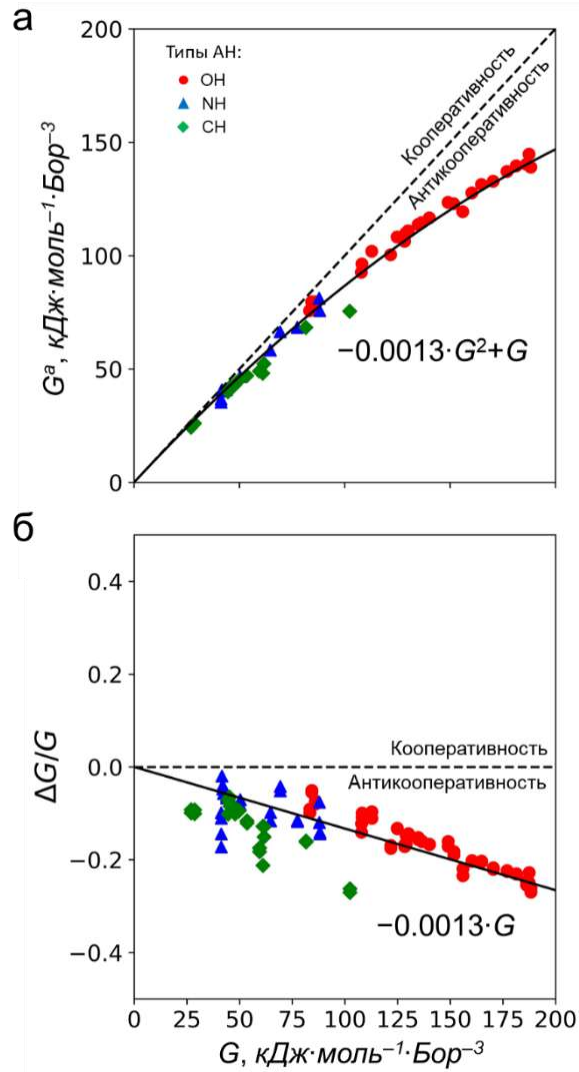 а
200
150
100
50
0
Gᵃ, кДж·моль⁻¹·Бор⁻³
Типы АН:
OH
NH
CH
Кооперативность
Антикооперативность
−0.0013·G²+G
б
0.4
0.2
0.0
−0.2
−0.4
ΔG/G
Кооперативность
Антикооперативность
−0.0013·G
0 25 50 75 100 125 150 175 200
G, кДж·моль⁻¹·Бор⁻³